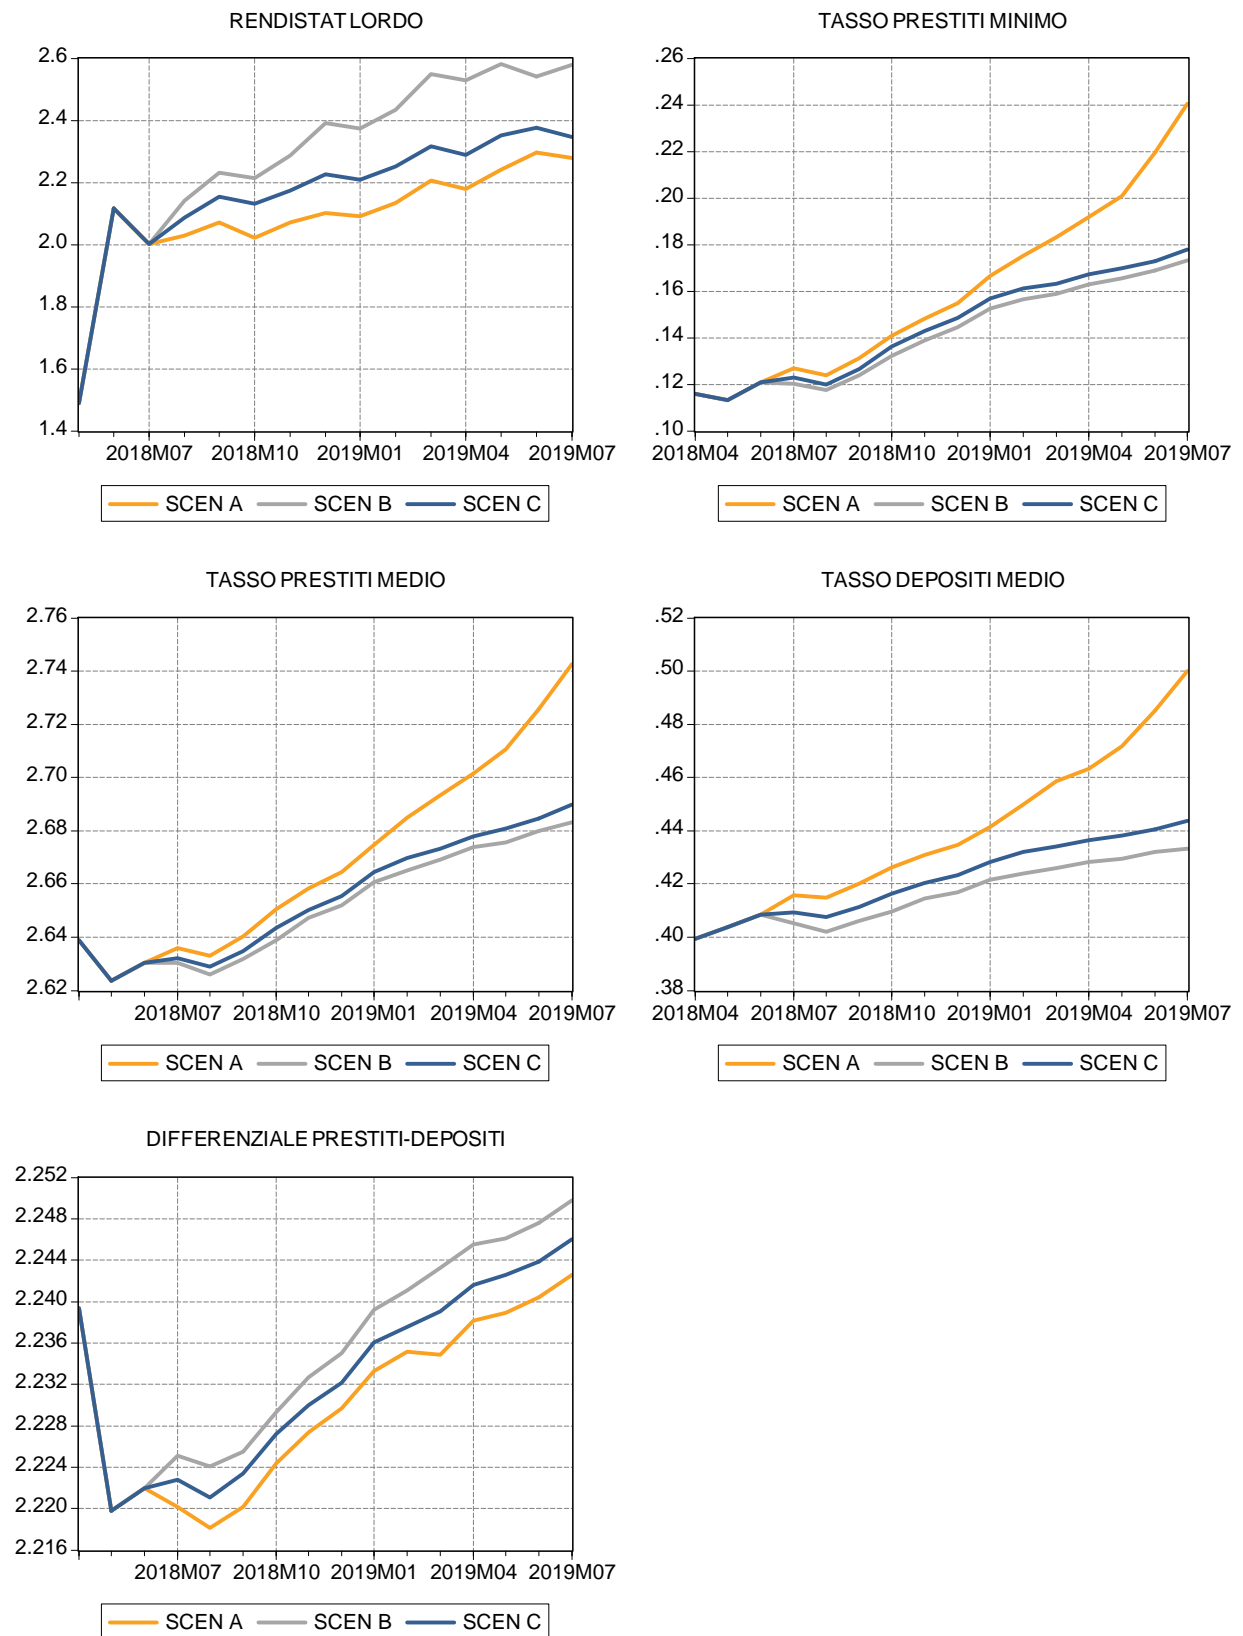 RENDISTAT LORDO
2.6
2.4
2.2
2.0
1.8
1.6
1.4
2018M07 2018M10 2019M01 2019M04 2019M07
SCEN A SCEN B SCEN C
TASSO PRESTITI MINIMO
.26
.24
.22
.20
.18
.16
.14
.12
.10
2018M04 2018M07 2018M10 2019M01 2019M04 2019M07
SCEN A SCEN B SCEN C
TASSO PRESTITI MEDIO
2.76
2.74
2.72
2.70
2.68
2.66
2.64
2.62
2018M07 2018M10 2019M01 2019M04 2019M07
SCEN A SCEN B SCEN C
TASSO DEPOSITI MEDIO
.52
.50
.48
.46
.44
.42
.40
.38
2018M04 2018M07 2018M10 2019M01 2019M04 2019M07
SCEN A SCEN B SCEN C
DIFFERENZIALE PRESTITI-DEPOSITI
2.252
2.248
2.244
2.240
2.236
2.232
2.228
2.224
2.220
2.216
2018M07 2018M10 2019M01 2019M04 2019M07
SCEN A SCEN B SCEN C